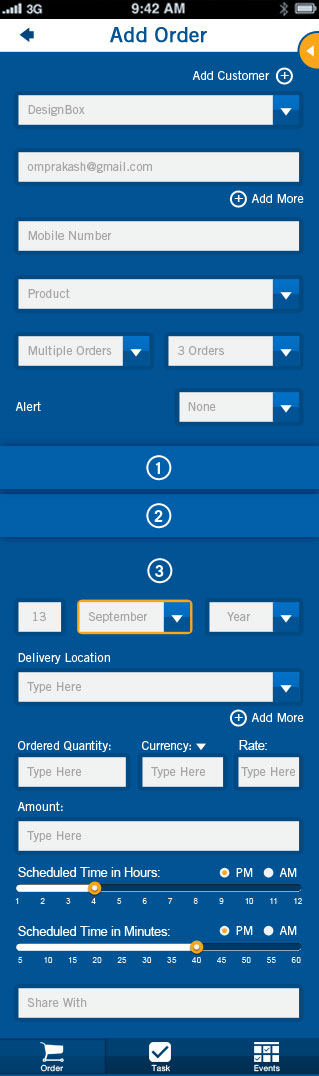 3G 9:42 AM
Add Order
Add Customer
DesignBox
omprakash@gmail.com
Add More
Mobile Number
Product
Multiple Orders 3 Orders
Alert None
1
2
3
13 September Year
Delivery Location
Type Here
Add More
Ordered Quantity: Currency: Rate:
Type Here Type Here Type Here
Amount:
Type Here
Scheduled Time in Hours: PM AM
1 2 3 4 5 6 7 8 9 10 11 12
Scheduled Time in Minutes: PM AM
5 10 15 20 25 30 35 40 45 50 55 60
Share With
Order Task Events